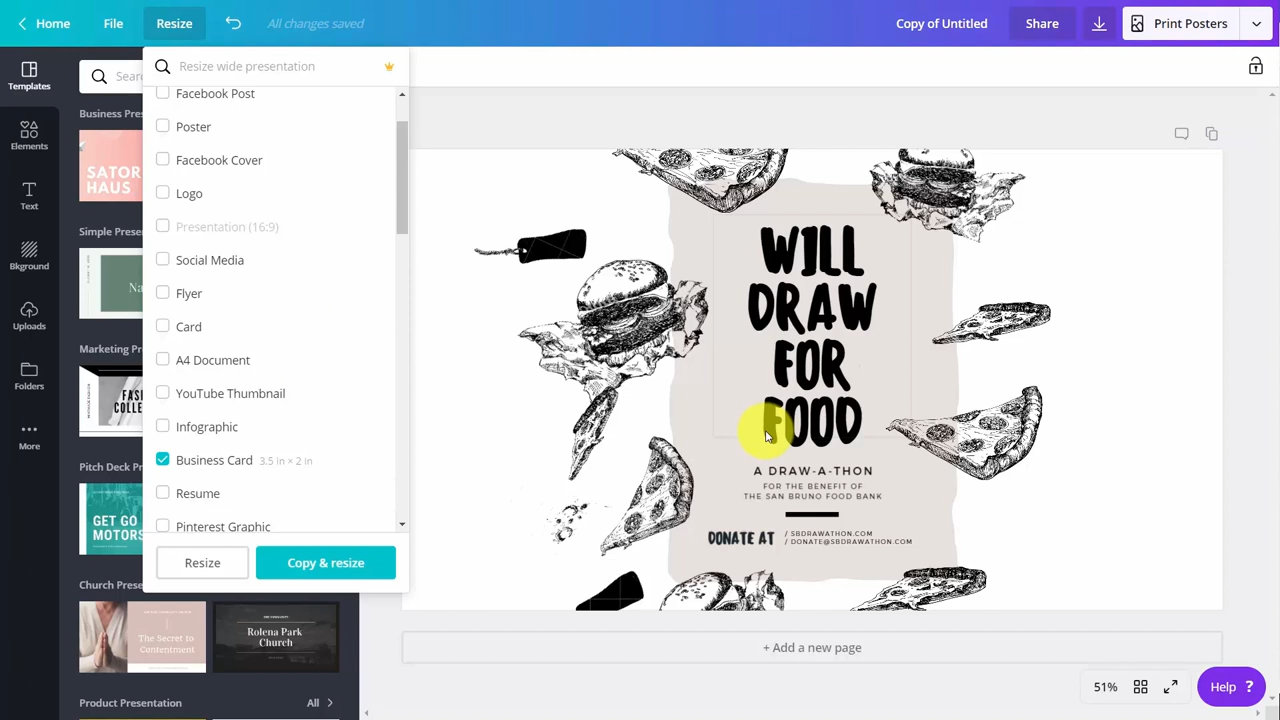 Home File Resize All changes saved Copy of Untitled Share Print Posters
Resize wide presentation
Templates
Elements
Text
Bkground
Uploads
Folders
More
Sear
Business Pre
SATOR
HAUS
Simple Presen
Na
Marketing Pr
FASH
COLLE
Pitch Deck Pr
GET GO
MOTORS
Church Prese
The Secret to
Contentment
Rolena Park
Church
Product Presentation All
Facebook Post
Poster
Facebook Cover
Logo
Presentation (16:9)
Social Media
Flyer
Card
A4 Document
YouTube Thumbnail
Infographic
Business Card 3.5 in × 2 in
Resume
Pinterest Graphic
Resize Copy & resize
WILL
DRAW
FOR
FOOD
A DRAW-A-THON
FOR THE BENEFIT OF
THE SAN BRUNO FOOD BANK
DONATE AT
/ SBDRAWATHON.COM
/ DONATE@SBDRAWATHON.COM
+ Add a new page
51% Help ?